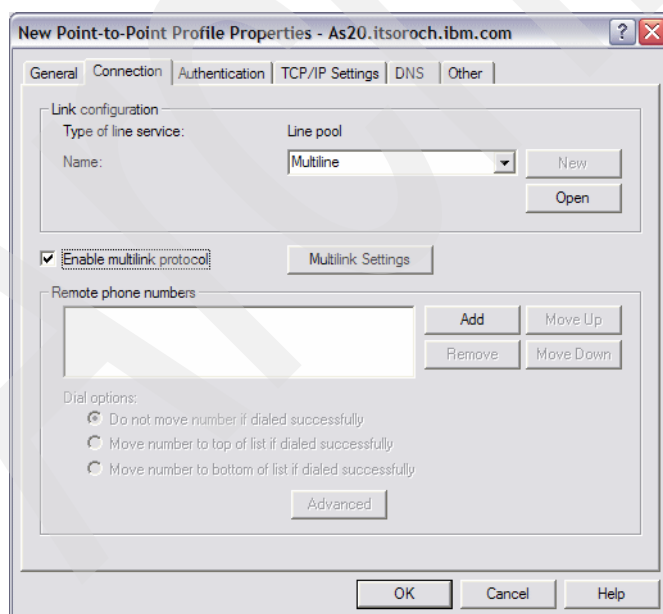 New Point-to-Point Profile Properties - As20.itsoroch.ibm.com
General Connection Authentication TCP/IP Settings DNS Other
Link configuration
Type of line service: Line pool
Name: Multiline New
Open
Enable multilink protocol Multilink Settings
Remote phone numbers
Add Move Up
Remove Move Down
Dial options:
Do not move number if dialed successfully
Move number to top of list if dialed successfully
Move number to bottom of list if dialed successfully
Advanced
OK Cancel Help